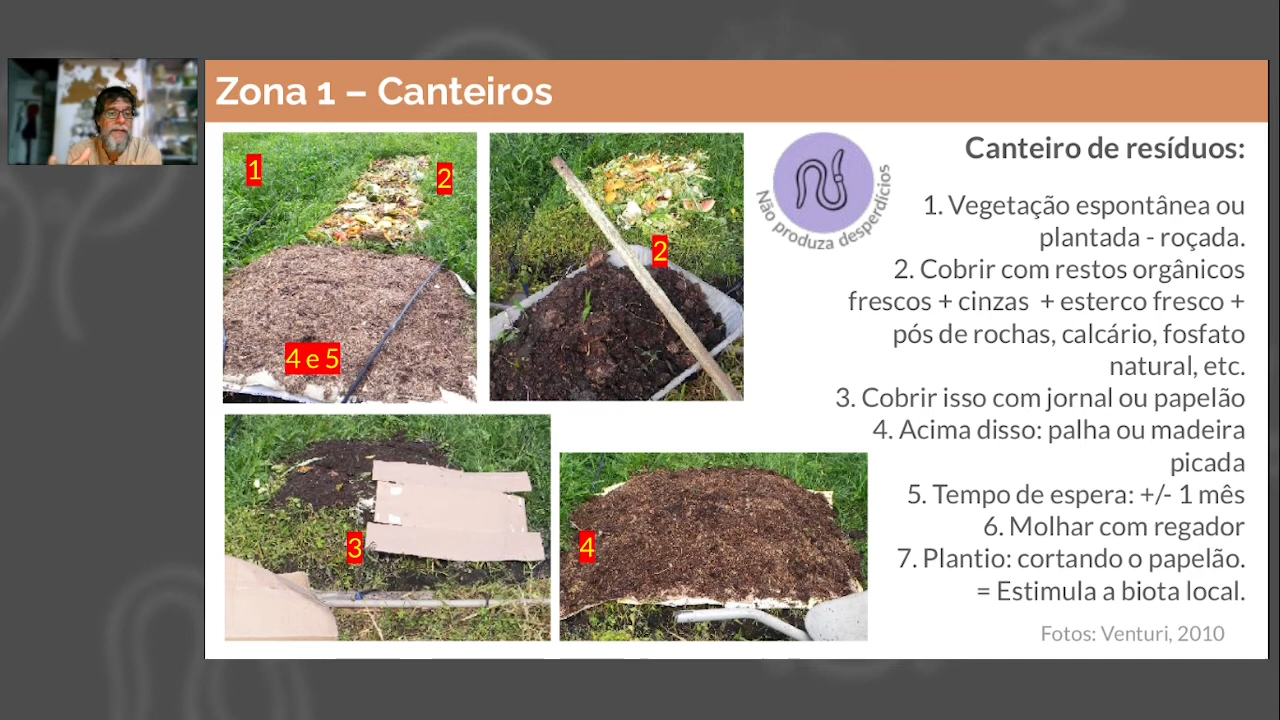 Zona 1 – Canteiros
1
2
4 e 5
2
3
4
Não produza desperdícios
Canteiro de resíduos:
1. Vegetação espontânea ou
plantada - roçada.
2. Cobrir com restos orgânicos
frescos + cinzas + esterco fresco +
pós de rochas, calcário, fosfato
natural, etc.
3. Cobrir isso com jornal ou papelão
4. Acima disso: palha ou madeira
picada
5. Tempo de espera: +/- 1 mês
6. Molhar com regador
7. Plantio: cortando o papelão.
= Estimula a biota local.
Fotos: Venturi, 2010